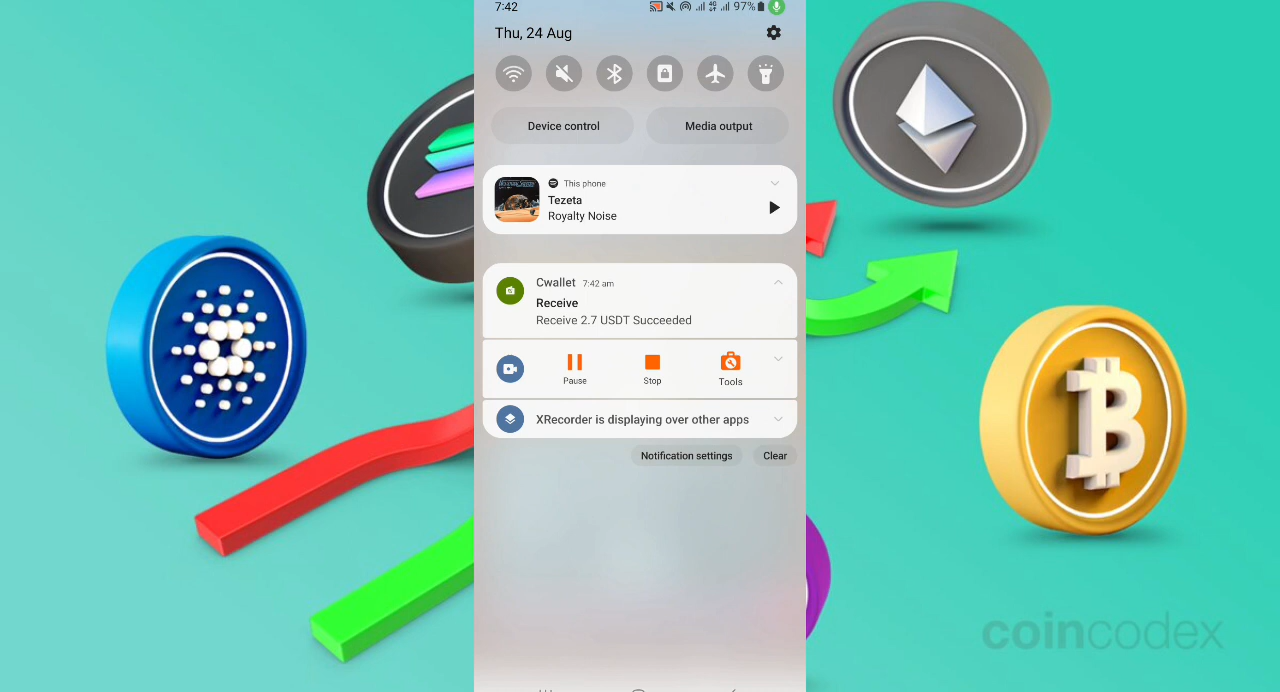 7:42
97%
Thu, 24 Aug
Device control
Media output
This phone
Tezeta
Royalty Noise
Cwallet 7:42 am
Receive
Receive 2.7 USDT Succeeded
Pause
Stop
Tools
XRecorder is displaying over other apps
Notification settings
Clear
coincodex